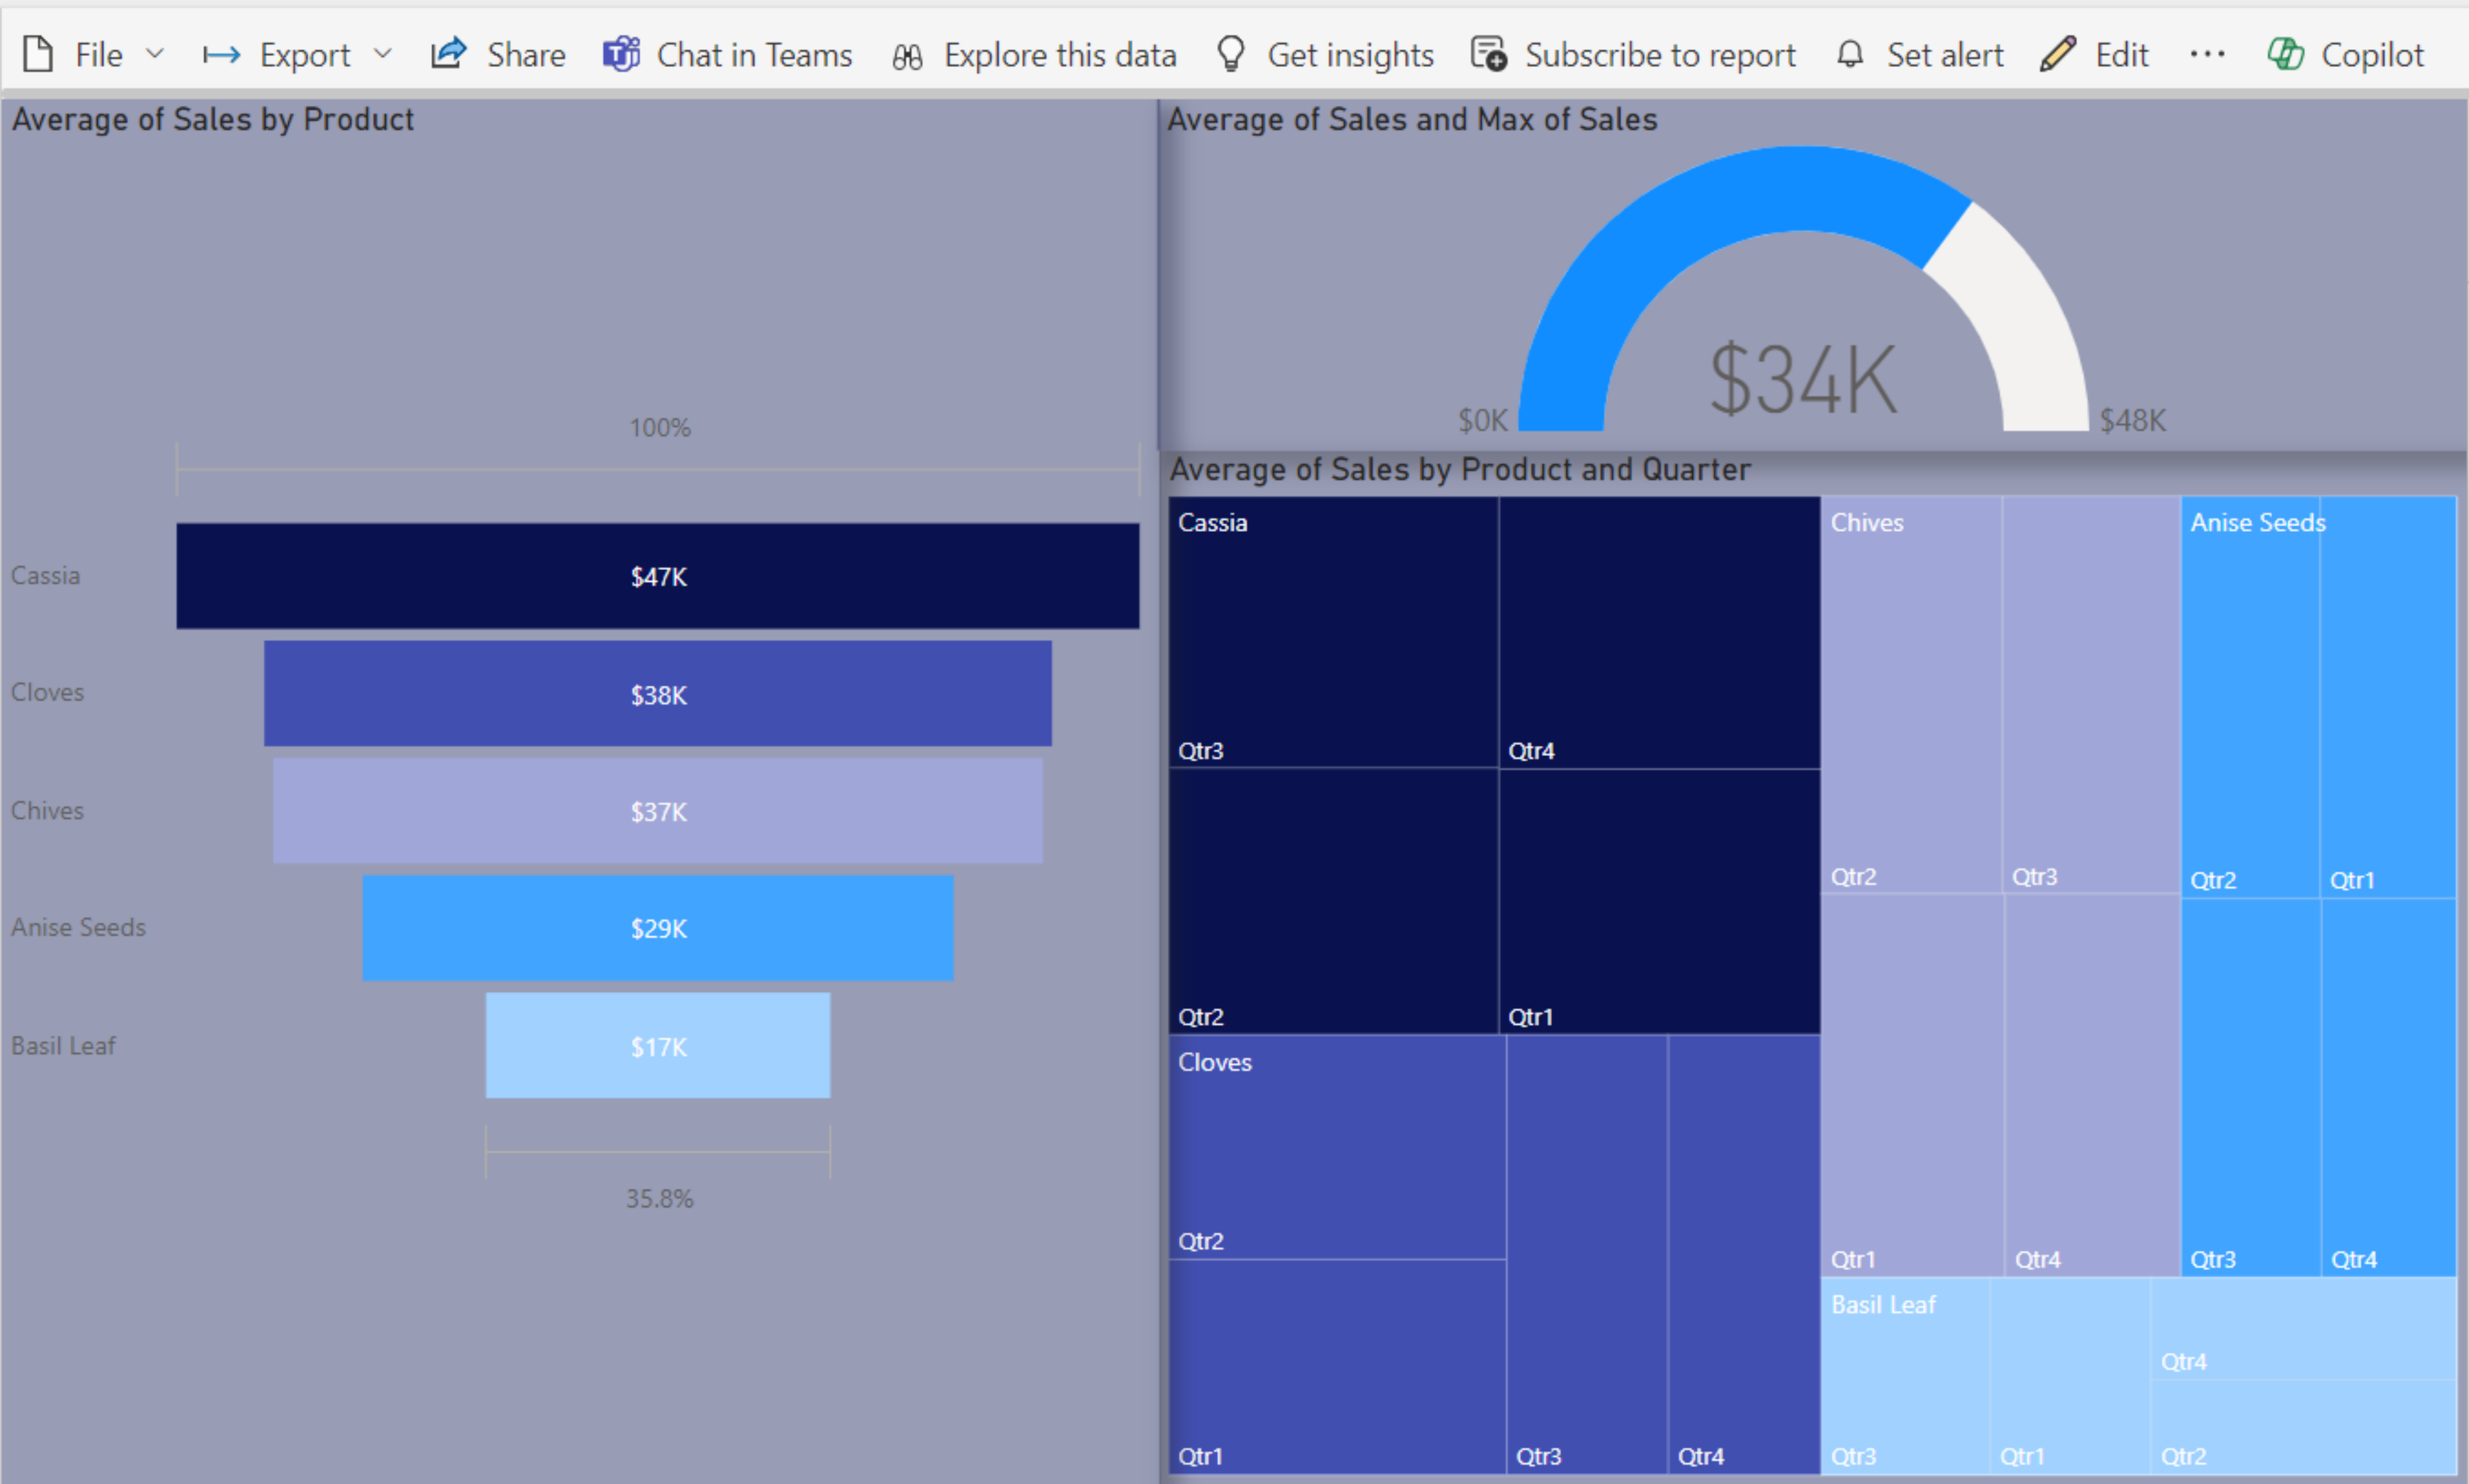 File Export Share Chat in Teams Explore this data Get insights Subscribe to report Set alert Edit ... Copilot
Average of Sales by Product
100%
Cassia $47K
Cloves $38K
Chives $37K
Anise Seeds $29K
Basil Leaf $17K
35.8%
Average of Sales and Max of Sales
$34K
$0K $48K
Average of Sales by Product and Quarter
Cassia
Qtr3 Qtr4
Qtr2 Qtr1
Cloves
Qtr2
Qtr1 Qtr3 Qtr4
Chives
Qtr2 Qtr3
Qtr1 Qtr4
Anise Seeds
Qtr2 Qtr1
Qtr3 Qtr4
Basil Leaf
Qtr4
Qtr3 Qtr1 Qtr2